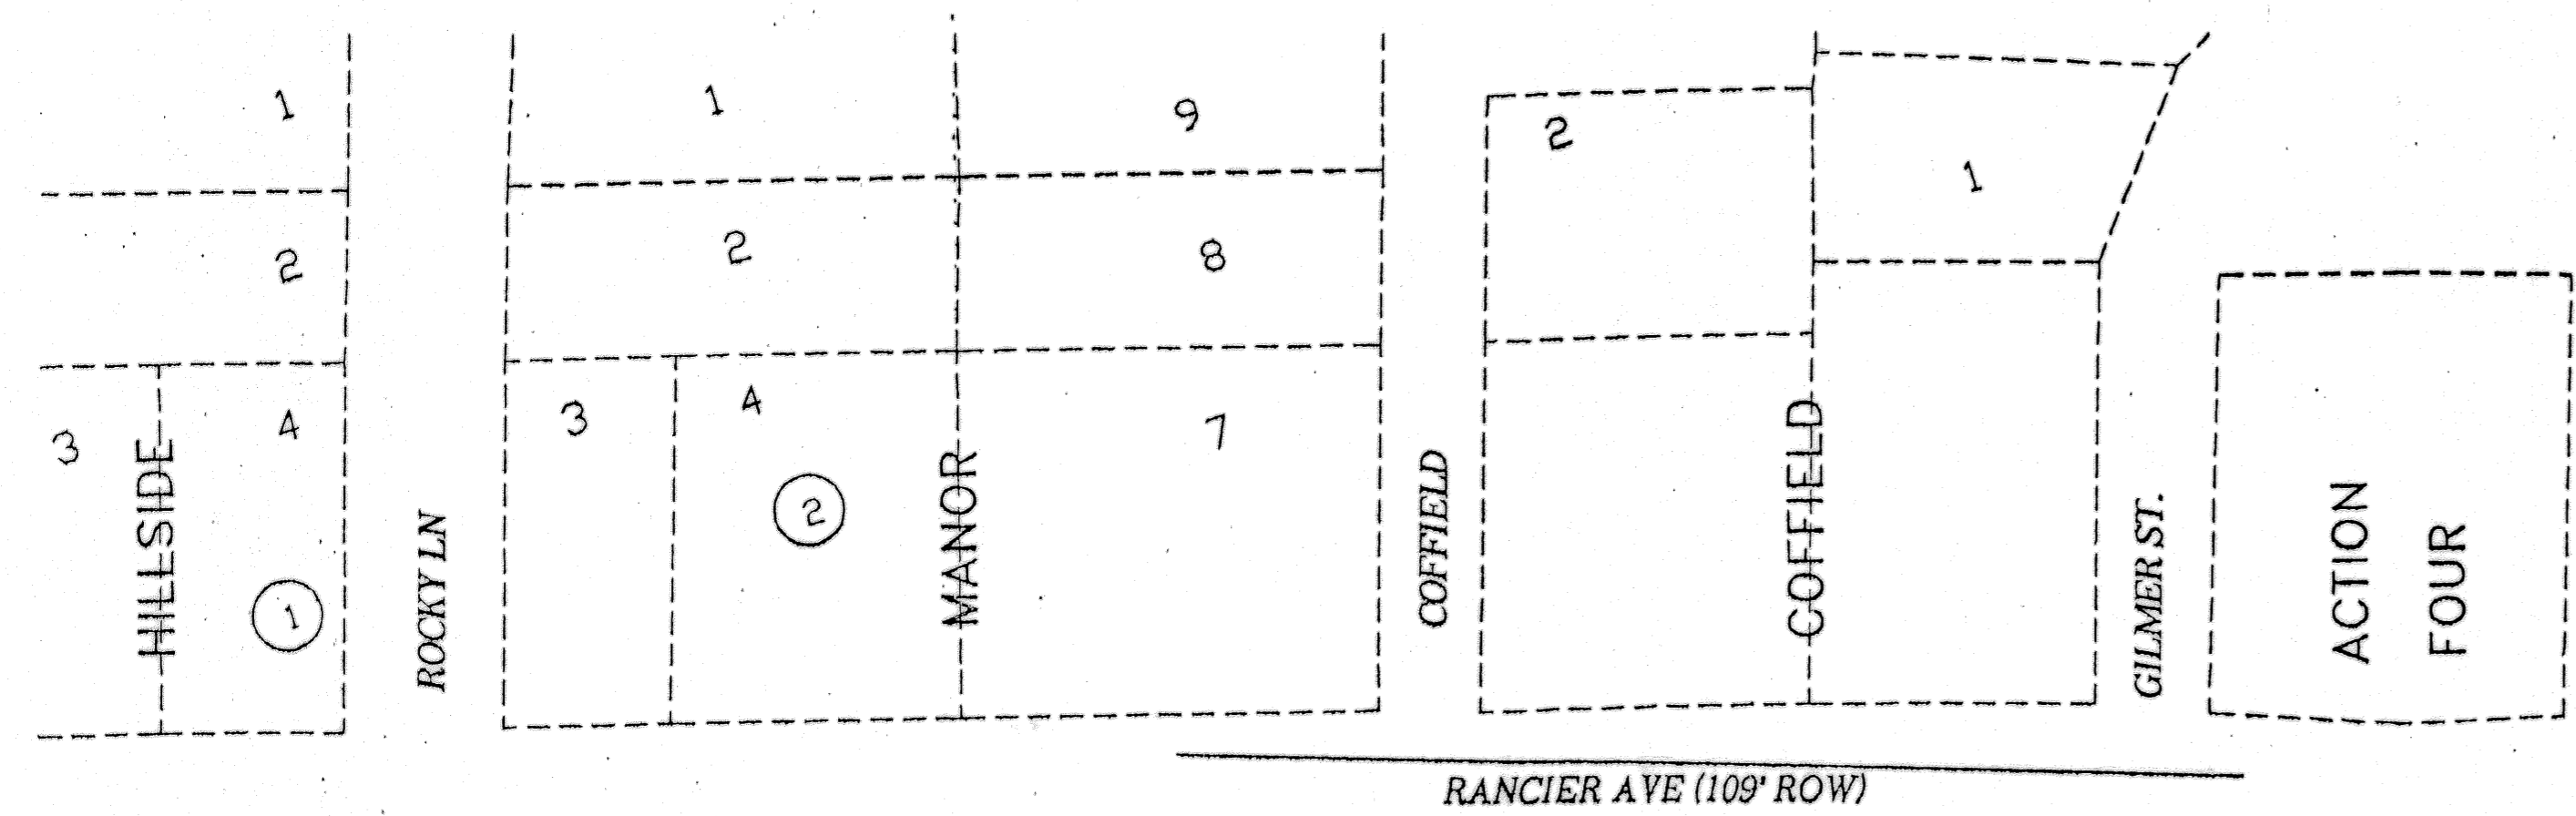 1
1
9
2
1
2
2
8
3
4
3
4
7
2
1
HILLSIDE
ROCKY LN
MANOR
COFFIELD
COFFIELD
GILMER ST.
ACTION
FOUR
RANCIER AVE (109' ROW)